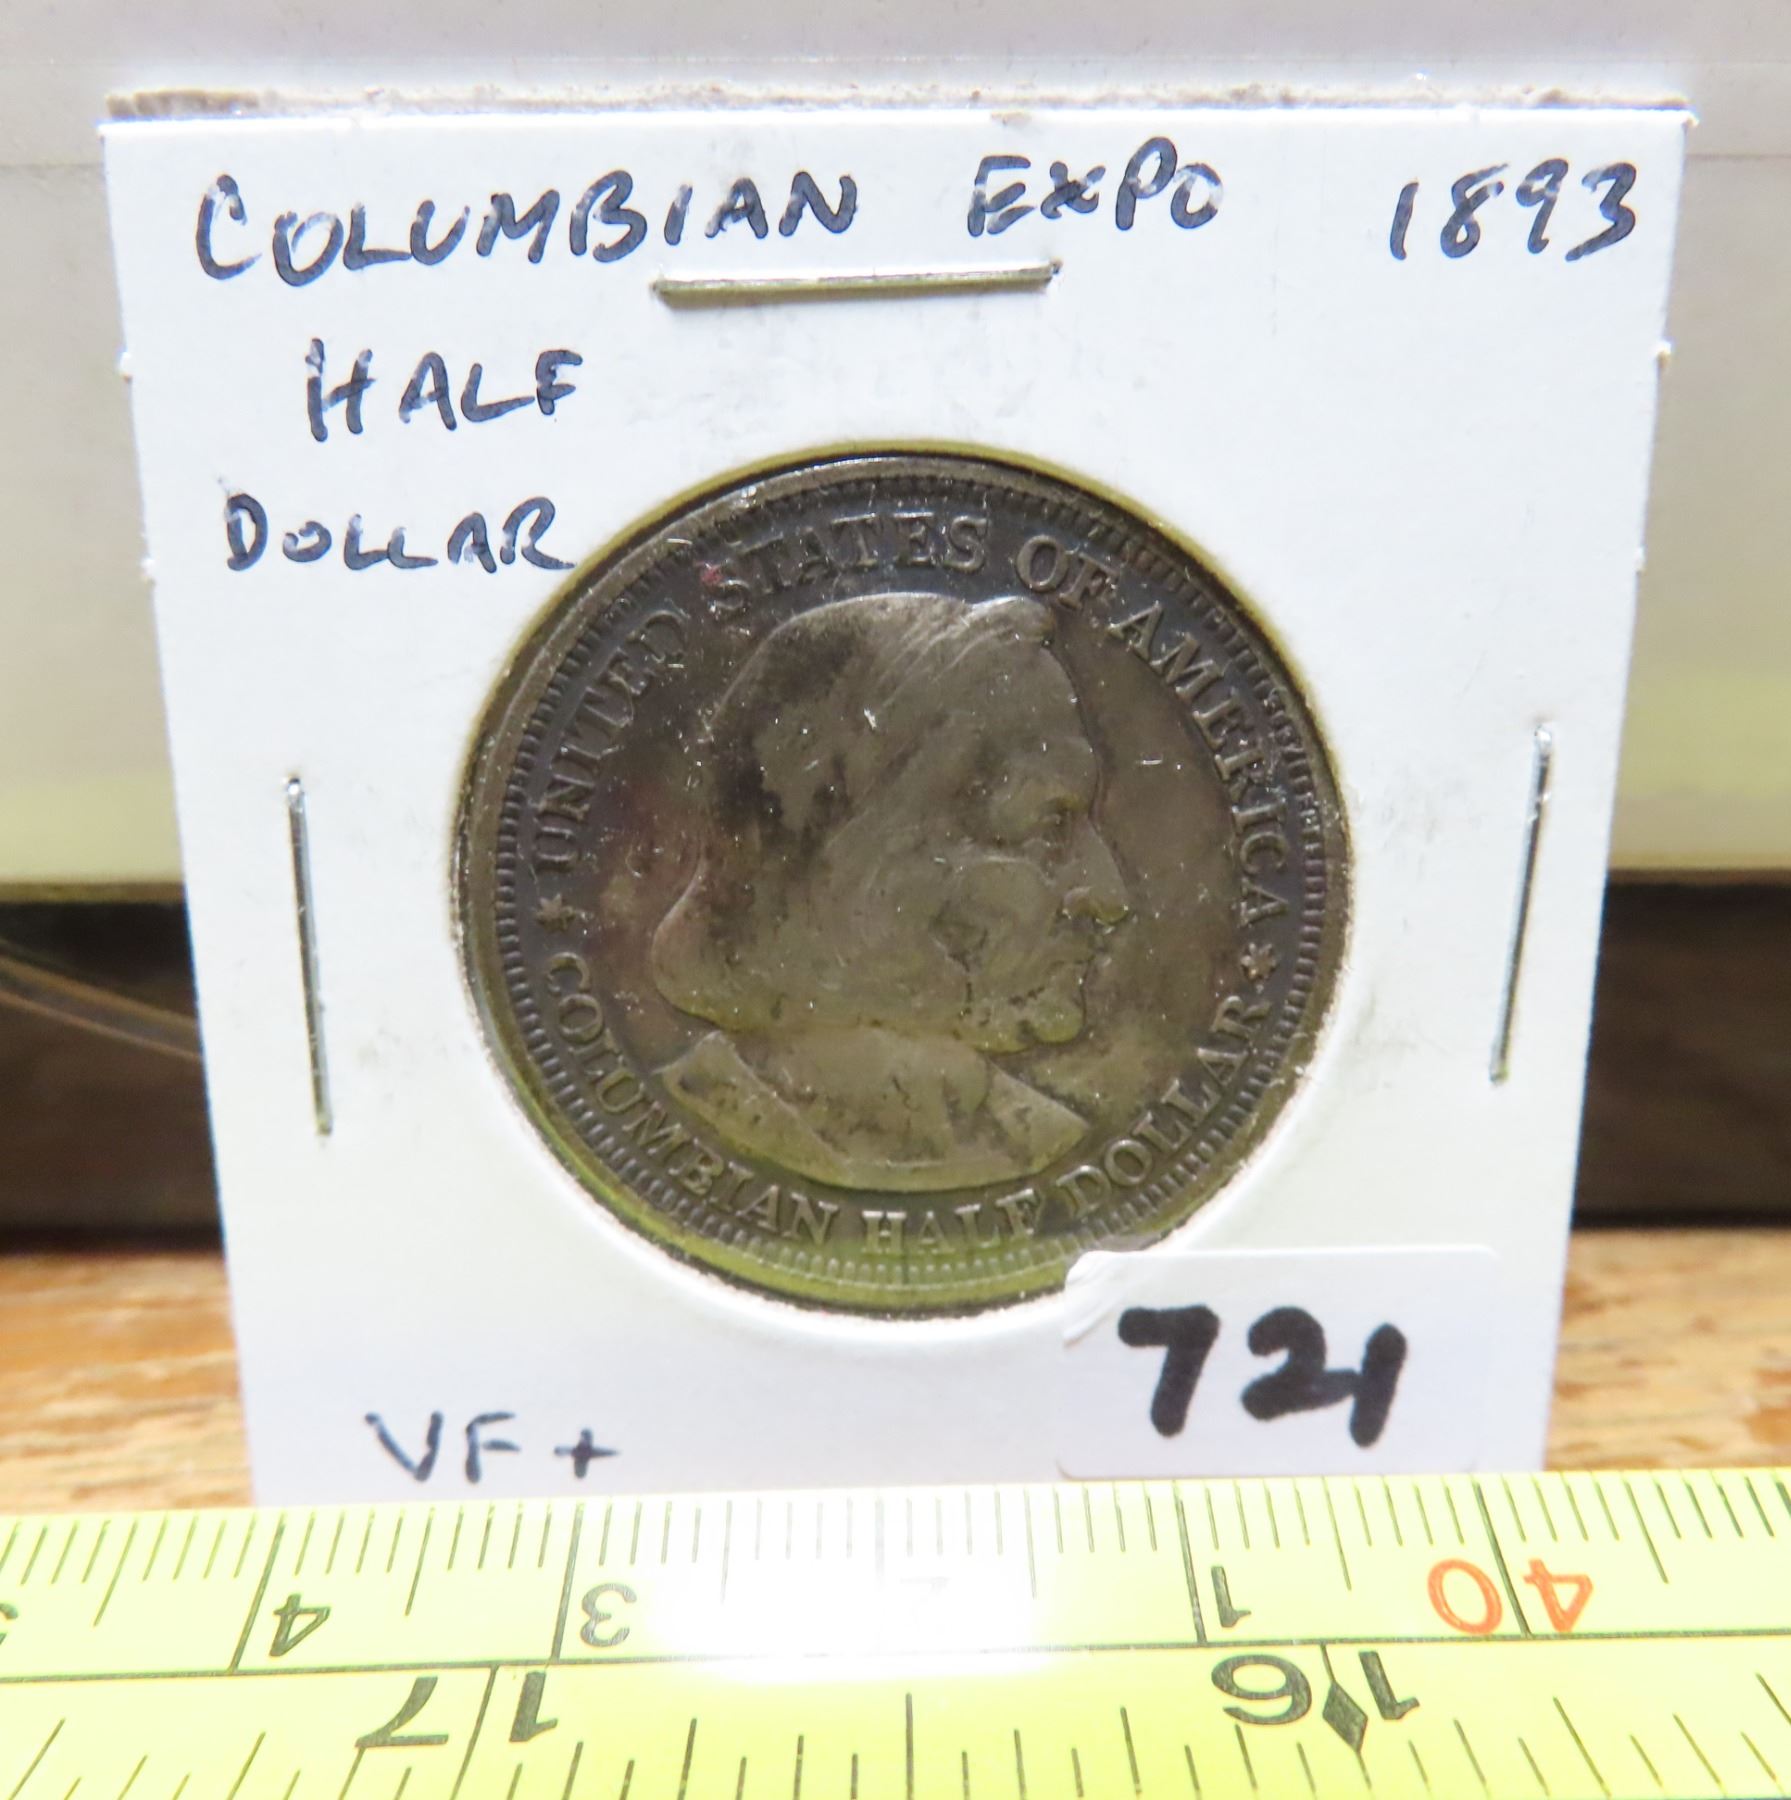 COLUMBIAN EXPO 1893
HALF
DOLLAR
UNITED STATES OF AMERICA
COLUMBIAN HALF DOLLAR
721
VF+
4 3 2 1 40
17 16